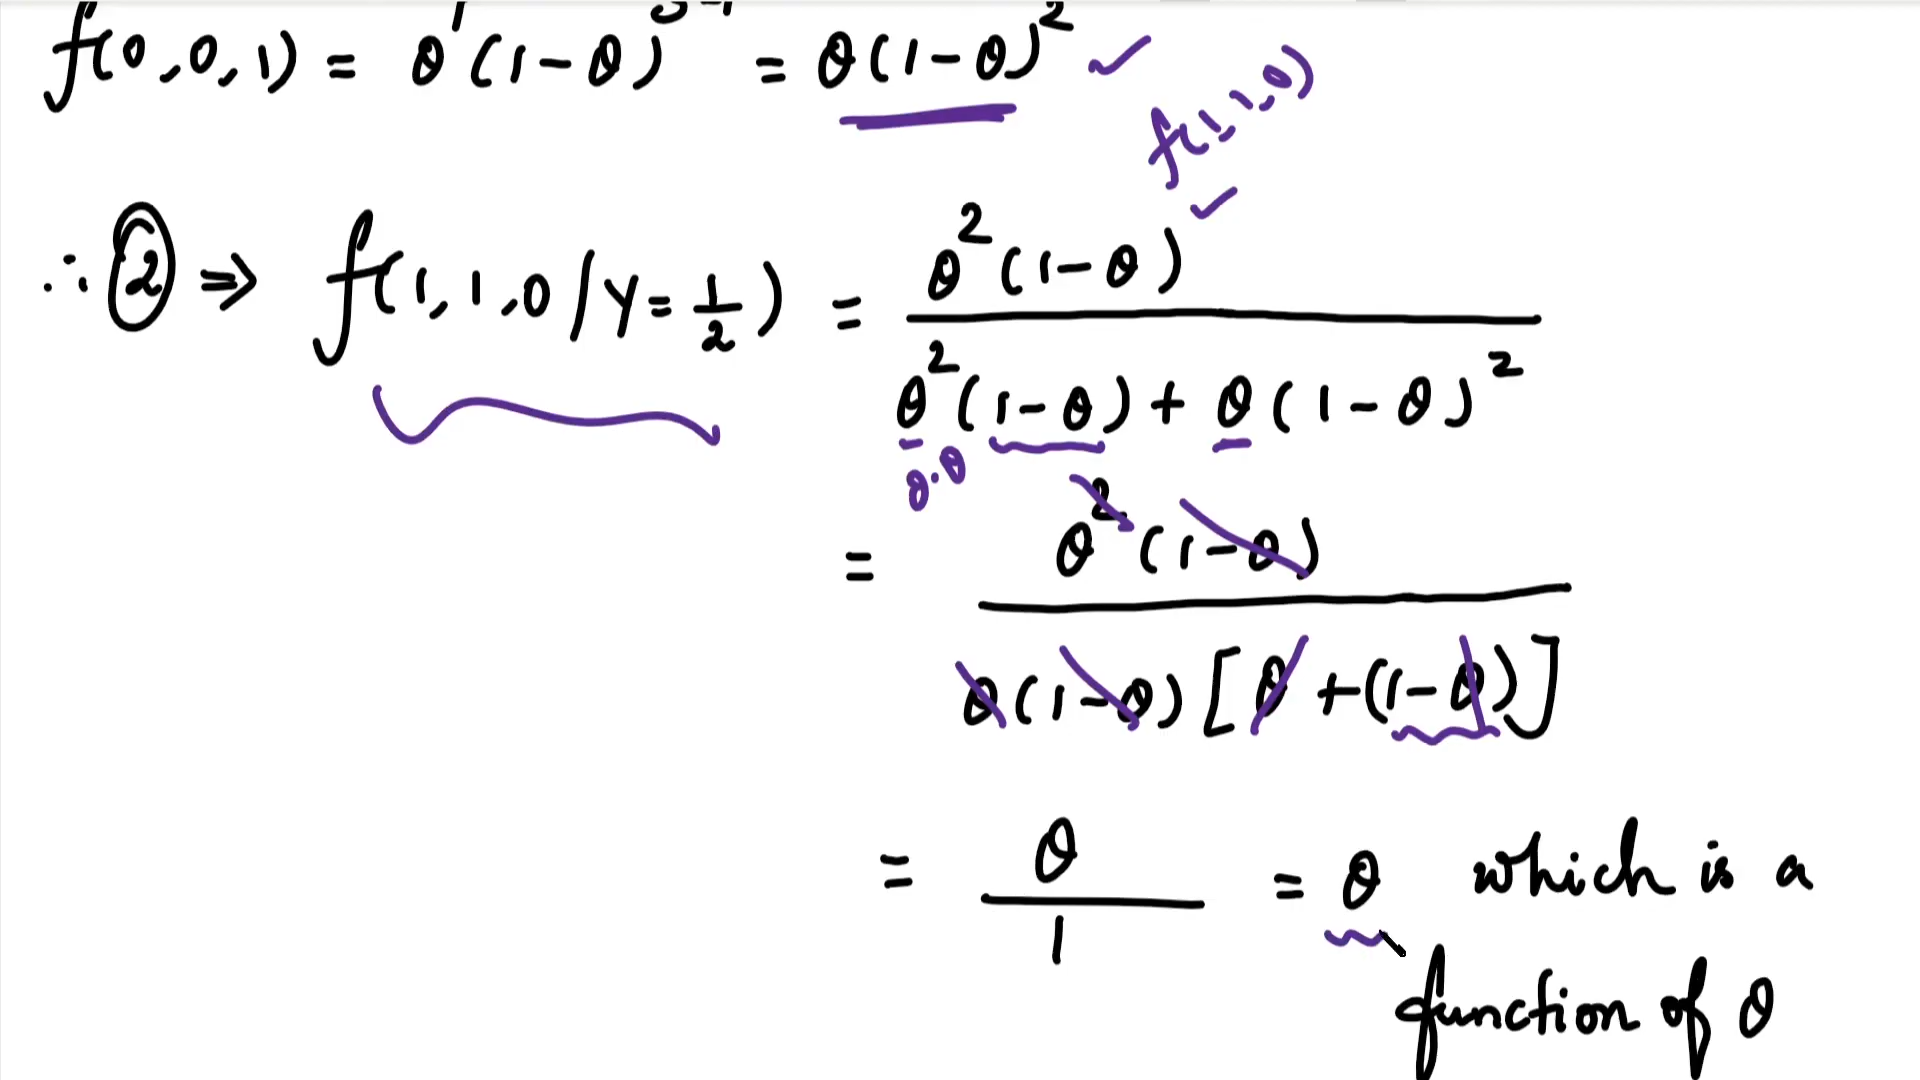 f(0,0,1) = θ¹(1-θ)³⁻¹ = θ(1-θ)² ✓
f(1,1,0)
✓
∴ ② ⇒ f(1,1,0/Y=1/2) = θ²(1-θ) / θ²(1-θ) + θ(1-θ)²
θ.θ
= θ²(1-θ) / θ(1-θ)[θ+(1-θ)]
= θ/1 = θ which is a
function of θ